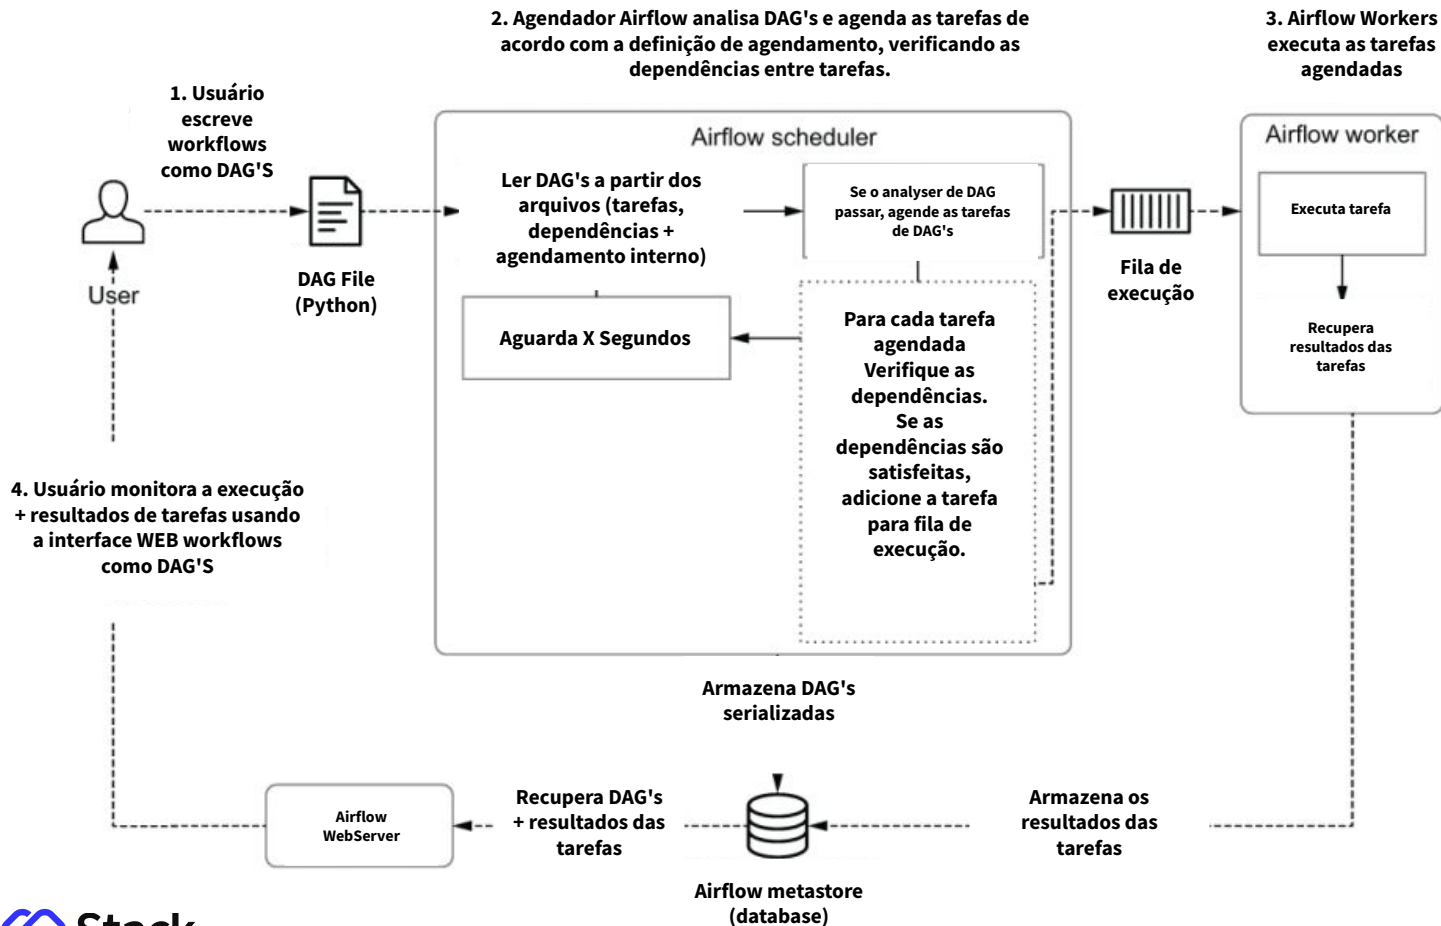 2. Agendador Airflow analisa DAG's e agenda as tarefas de
acordo com a definição de agendamento, verificando as
dependências entre tarefas.
3. Airflow Workers
executa as tarefas
agendadas
1. Usuário
escreve
workflows
como DAG'S
Airflow scheduler
Airflow worker
Ler DAG's a partir dos
arquivos (tarefas,
dependências +
agendamento interno)
Se o analyser de DAG
passar, agende as tarefas
de DAG's
Executa tarefa
User
DAG File
(Python)
Fila de
execução
Aguarda X Segundos
Para cada tarefa
agendada
Verifique as
dependências.
Se as
dependências são
satisfeitas,
adicione a tarefa
para fila de
execução.
Recupera
resultados das
tarefas
4. Usuário monitora a execução
+ resultados de tarefas usando
a interface WEB workflows
como DAG'S
Armazena DAG's
serializadas
Airflow
WebServer
Recupera DAG's
+ resultados das
tarefas
Armazena os
resultados das
tarefas
Airflow metastore
(database)
Stack